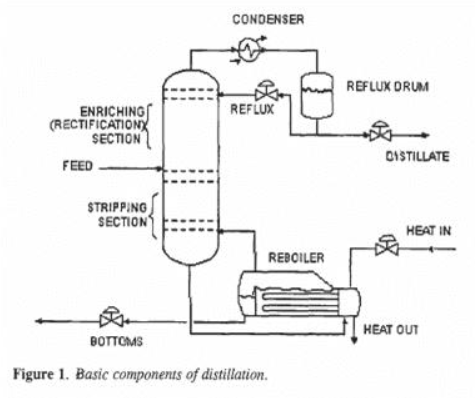 CONDENSER
REFLUX DRUM
ENRICHING
(RECTIFICATION)
SECTION
REFLUX
DISTILLATE
FEED
STRIPPING
SECTION
HEAT IN
REBOILER
HEAT OUT
BOTTOMS
Figure 1. Basic components of distillation.